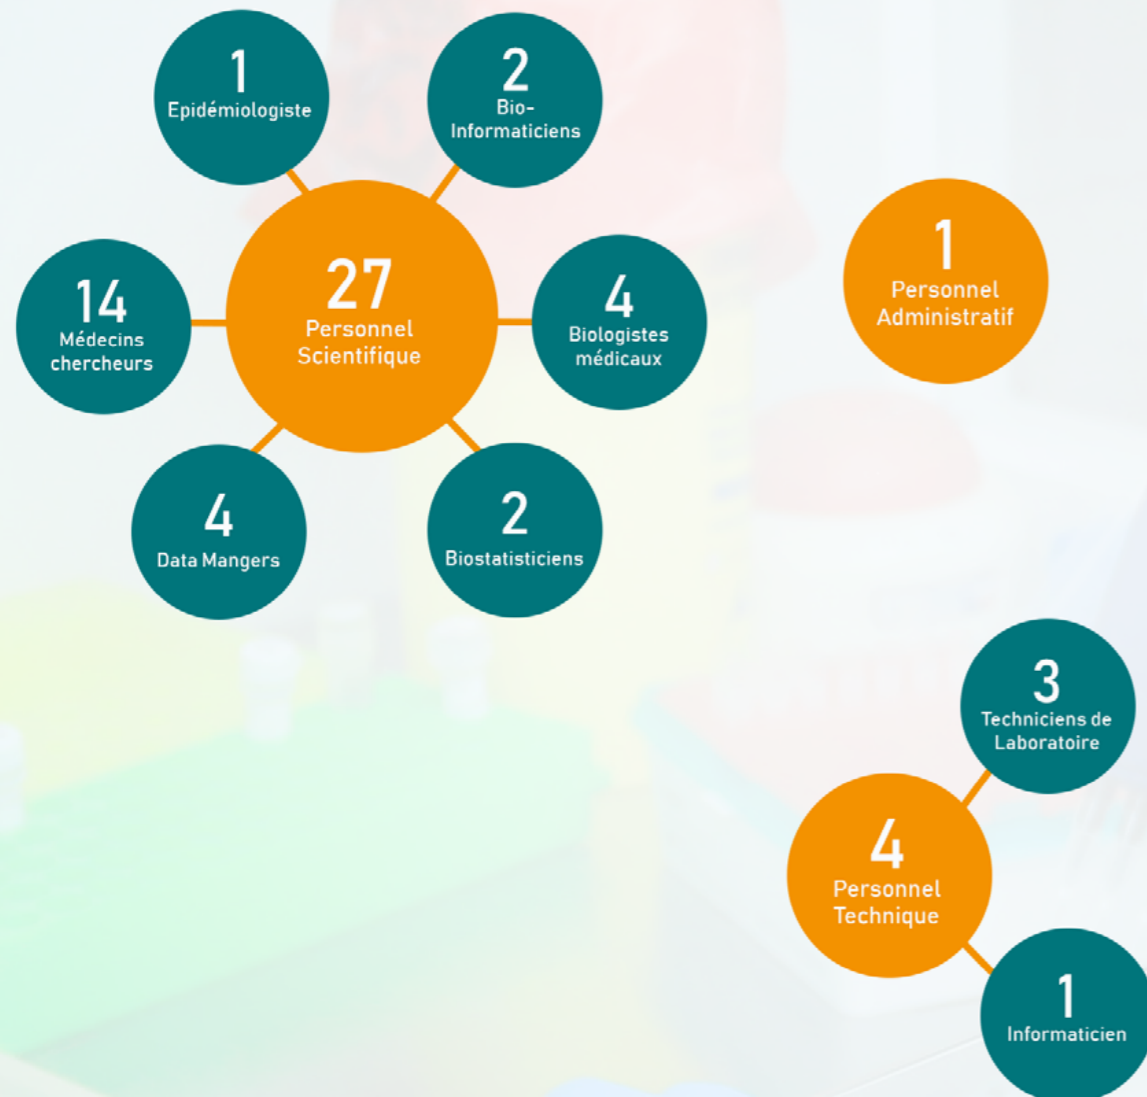 1
Epidémiologiste
2
Bio-
Informaticiens
27
Personnel
Scientifique
14
Médecins
chercheurs
4
Biologistes
médicaux
4
Data Mangers
2
Biostatisticiens
1
Personnel
Administratif
4
Personnel
Technique
3
Techniciens de
Laboratoire
1
Informaticien